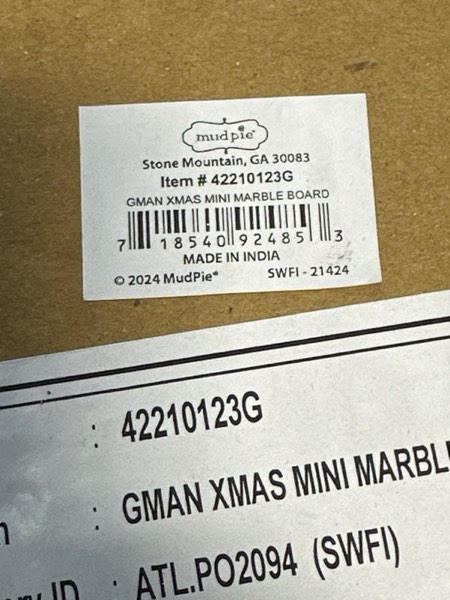 mudpie®
Stone Mountain, GA 30083
Item # 42210123G
GMAN XMAS MINI MARBLE BOARD
7 18540 92485 3
MADE IN INDIA
© 2024 MudPie® SWFI - 21424
: 42210123G
: GMAN XMAS MINI MARBL
ID : ATL.PO2094 (SWFI)